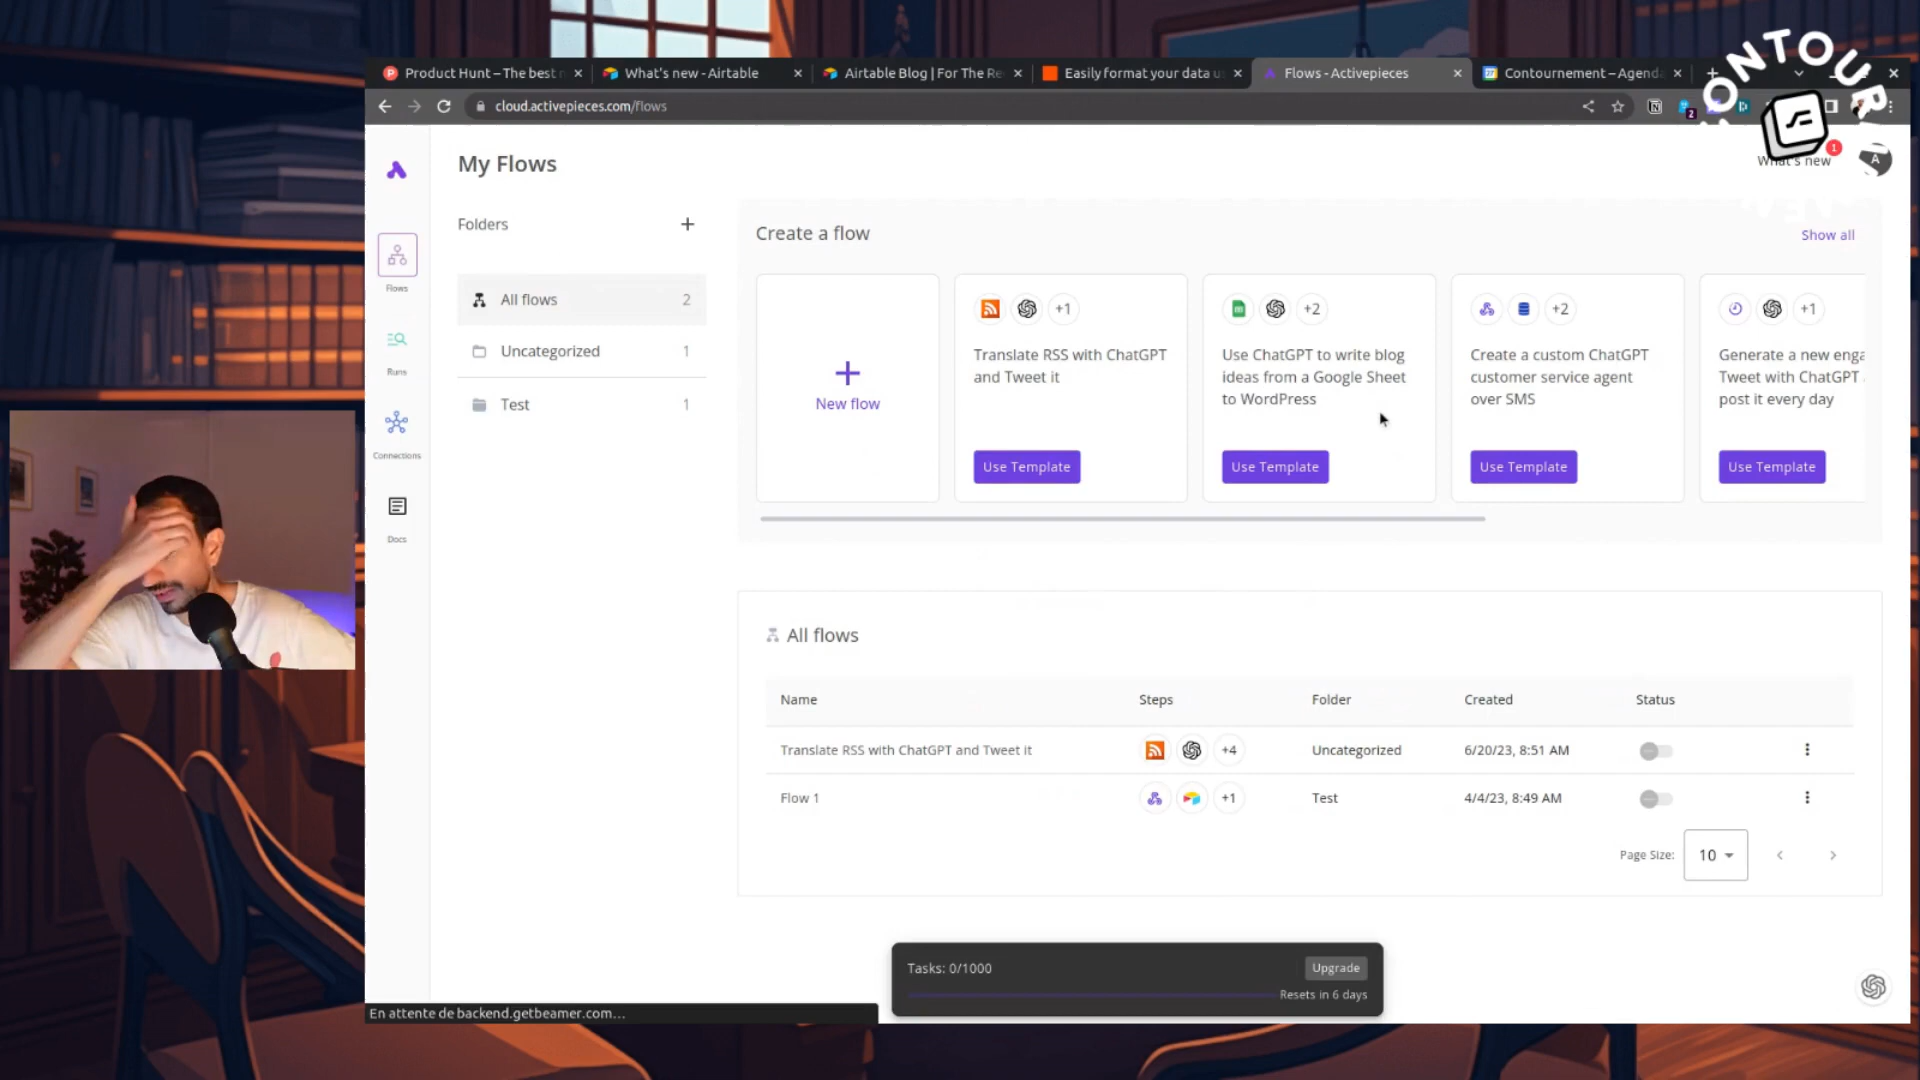 Product Hunt – The best
What's new - Airtable
Airtable Blog | For The Re
Easily format your data u
Flows - Activepieces
Contournement – Agenda
cloud.activepieces.com/flows
2
CONTOUR
My Flows
What's new
1
A
Folders
Create a flow
Show all
Flows
All flows
2
Uncategorized
1
Test
1
Runs
Connections
Docs
New flow
+1
Translate RSS with ChatGPT
and Tweet it
Use Template
+2
Use ChatGPT to write blog
ideas from a Google Sheet
to WordPress
Use Template
+2
Create a custom ChatGPT
customer service agent
over SMS
Use Template
+1
Generate a new enga
Tweet with ChatGPT
post it every day
Use Template
All flows
Name Steps Folder Created Status
Translate RSS with ChatGPT and Tweet it +4 Uncategorized 6/20/23, 8:51 AM
Flow 1 +1 Test 4/4/23, 8:49 AM
Page Size: 10
Tasks: 0/1000
Upgrade
Resets in 6 days
En attente de backend.getbeamer.com...